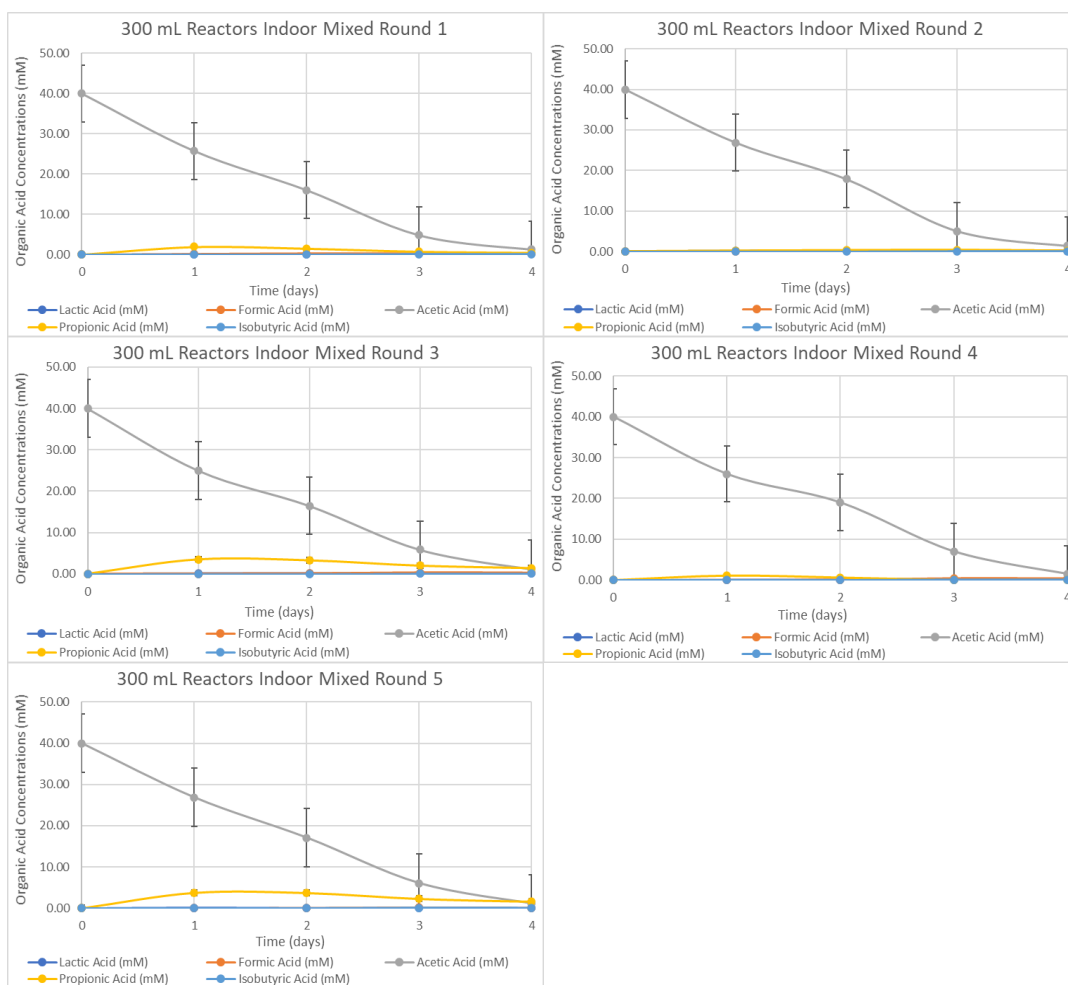 300 mL Reactors Indoor Mixed Round 1
Organic Acid Concentrations (mM)
50.00
40.00
30.00
20.00
10.00
0.00
0 1 2 3 4
Time (days)
Lactic Acid (mM) Formic Acid (mM) Acetic Acid (mM)
Propionic Acid (mM) Isobutyric Acid (mM)
300 mL Reactors Indoor Mixed Round 2
Organic Acid Concentrations (mM)
50.00
40.00
30.00
20.00
10.00
0.00
0 1 2 3 4
Time (days)
Lactic Acid (mM) Formic Acid (mM) Acetic Acid (mM)
Propionic Acid (mM) Isobutyric Acid (mM)
300 mL Reactors Indoor Mixed Round 3
Organic Acid Concentrations (mM)
50.00
40.00
30.00
20.00
10.00
0.00
0 1 2 3 4
Time (days)
Lactic Acid (mM) Formic Acid (mM) Acetic Acid (mM)
Propionic Acid (mM) Isobutyric Acid (mM)
300 mL Reactors Indoor Mixed Round 4
Organic Acid Concentrations (mM)
50.00
40.00
30.00
20.00
10.00
0.00
0 1 2 3 4
Time (days)
Lactic Acid (mM) Formic Acid (mM) Acetic Acid (mM)
Propionic Acid (mM) Isobutyric Acid (mM)
300 mL Reactors Indoor Mixed Round 5
Organic Acid Concentrations (mM)
50.00
40.00
30.00
20.00
10.00
0.00
0 1 2 3 4
Time (days)
Lactic Acid (mM) Formic Acid (mM) Acetic Acid (mM)
Propionic Acid (mM) Isobutyric Acid (mM)